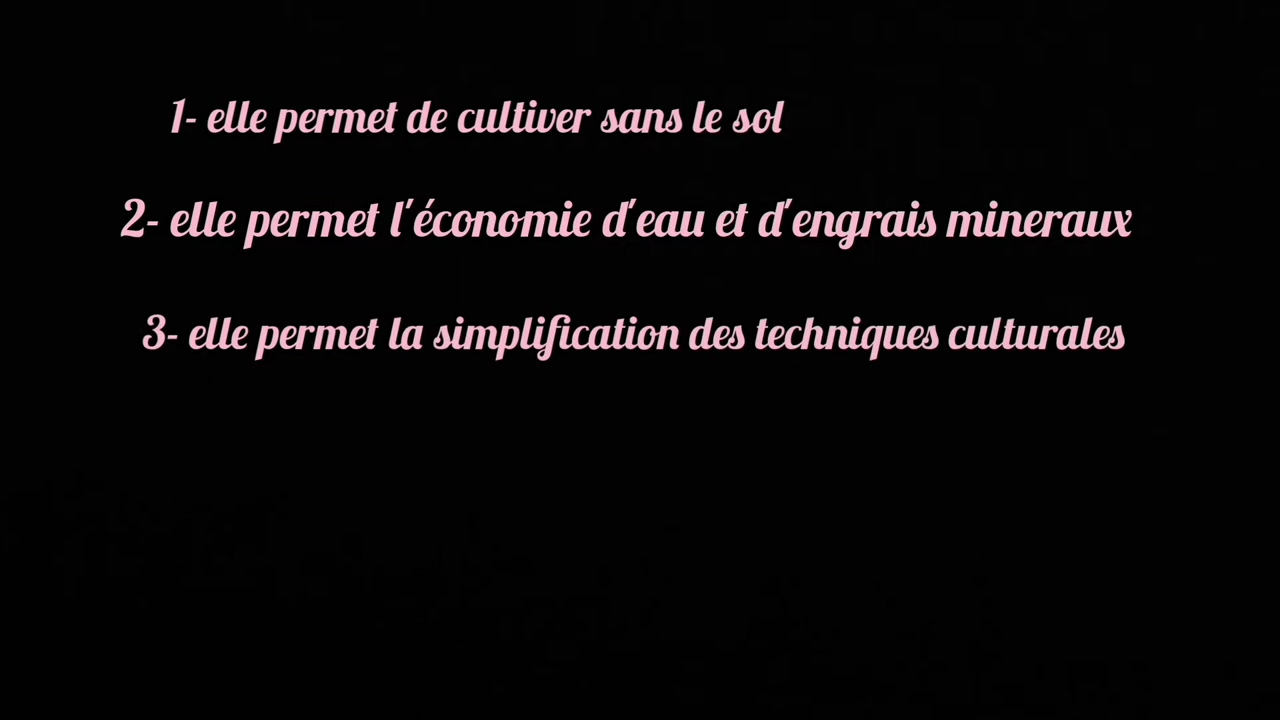 1- elle permet de cultiver sans le sol
2- elle permet l'économie d'eau et d'engrais mineraux
3- elle permet la simplification des techniques culturales